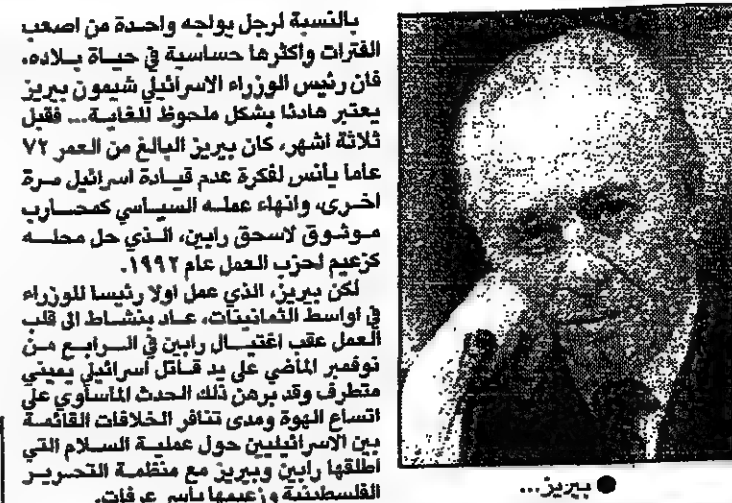 بالنسبة لرجل يواجه واحدة من اصعب
الفترات واكثرها حساسية في حياة بلاده،
فان رئيس الوزراء الاسرائيلي شيمون بيريز
يعتبر هادئا بشكل ملحوظ للغاية... فقبل
ثلاثة اشهر، كان بيريز البالغ من العمر ٧٢
عاما يأنس لفكرة عدم قيادة اسرائيل مرة
اخرى، وانهاء عمله السياسي كمحارب
موثوق لاسحق رابين، الذي حل محله
كزعيم لحزب العمل عام ١٩٩٢.
لكن بيريز، الذي عمل اولا رئيسا للوزراء
في اواسط الثمانينات، عاد بنشاط الى قلب
العمل عقب اغتيال رابين في الرابع من
نوفمبر الماضي على يد قاتل اسرائيلي يميني
متطرف وقد برهن ذلك الحدث المأساوي على
اتساع الهوة ومدى تنافر الخلافات القائمة
بين الاسرائيليين حول عملية السلام التي
اطلقها رابين وبيريز مع منظمة التحرير
الفلسطينية وزعيمها ياسر عرفات.
● بيريز...